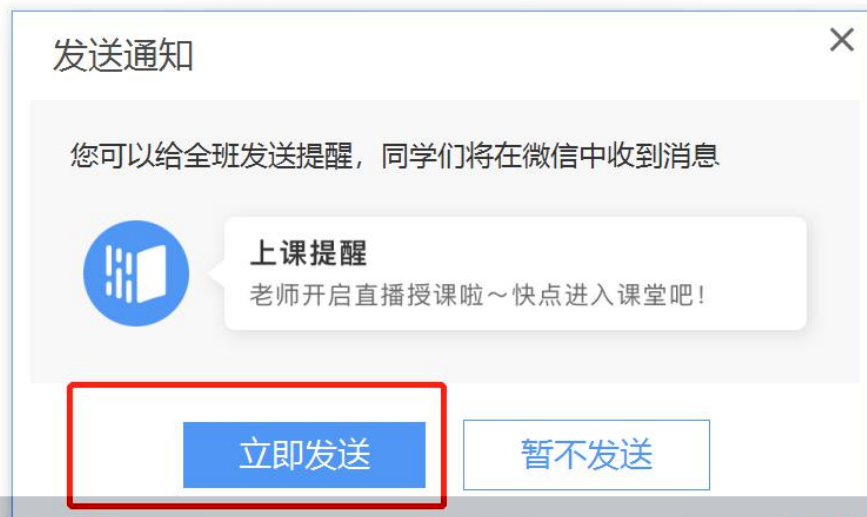 发送通知
您可以给全班发送提醒，同学们将在微信中收到消息
上课提醒
老师开启直播授课啦～快点进入课堂吧！
立即发送
暂不发送